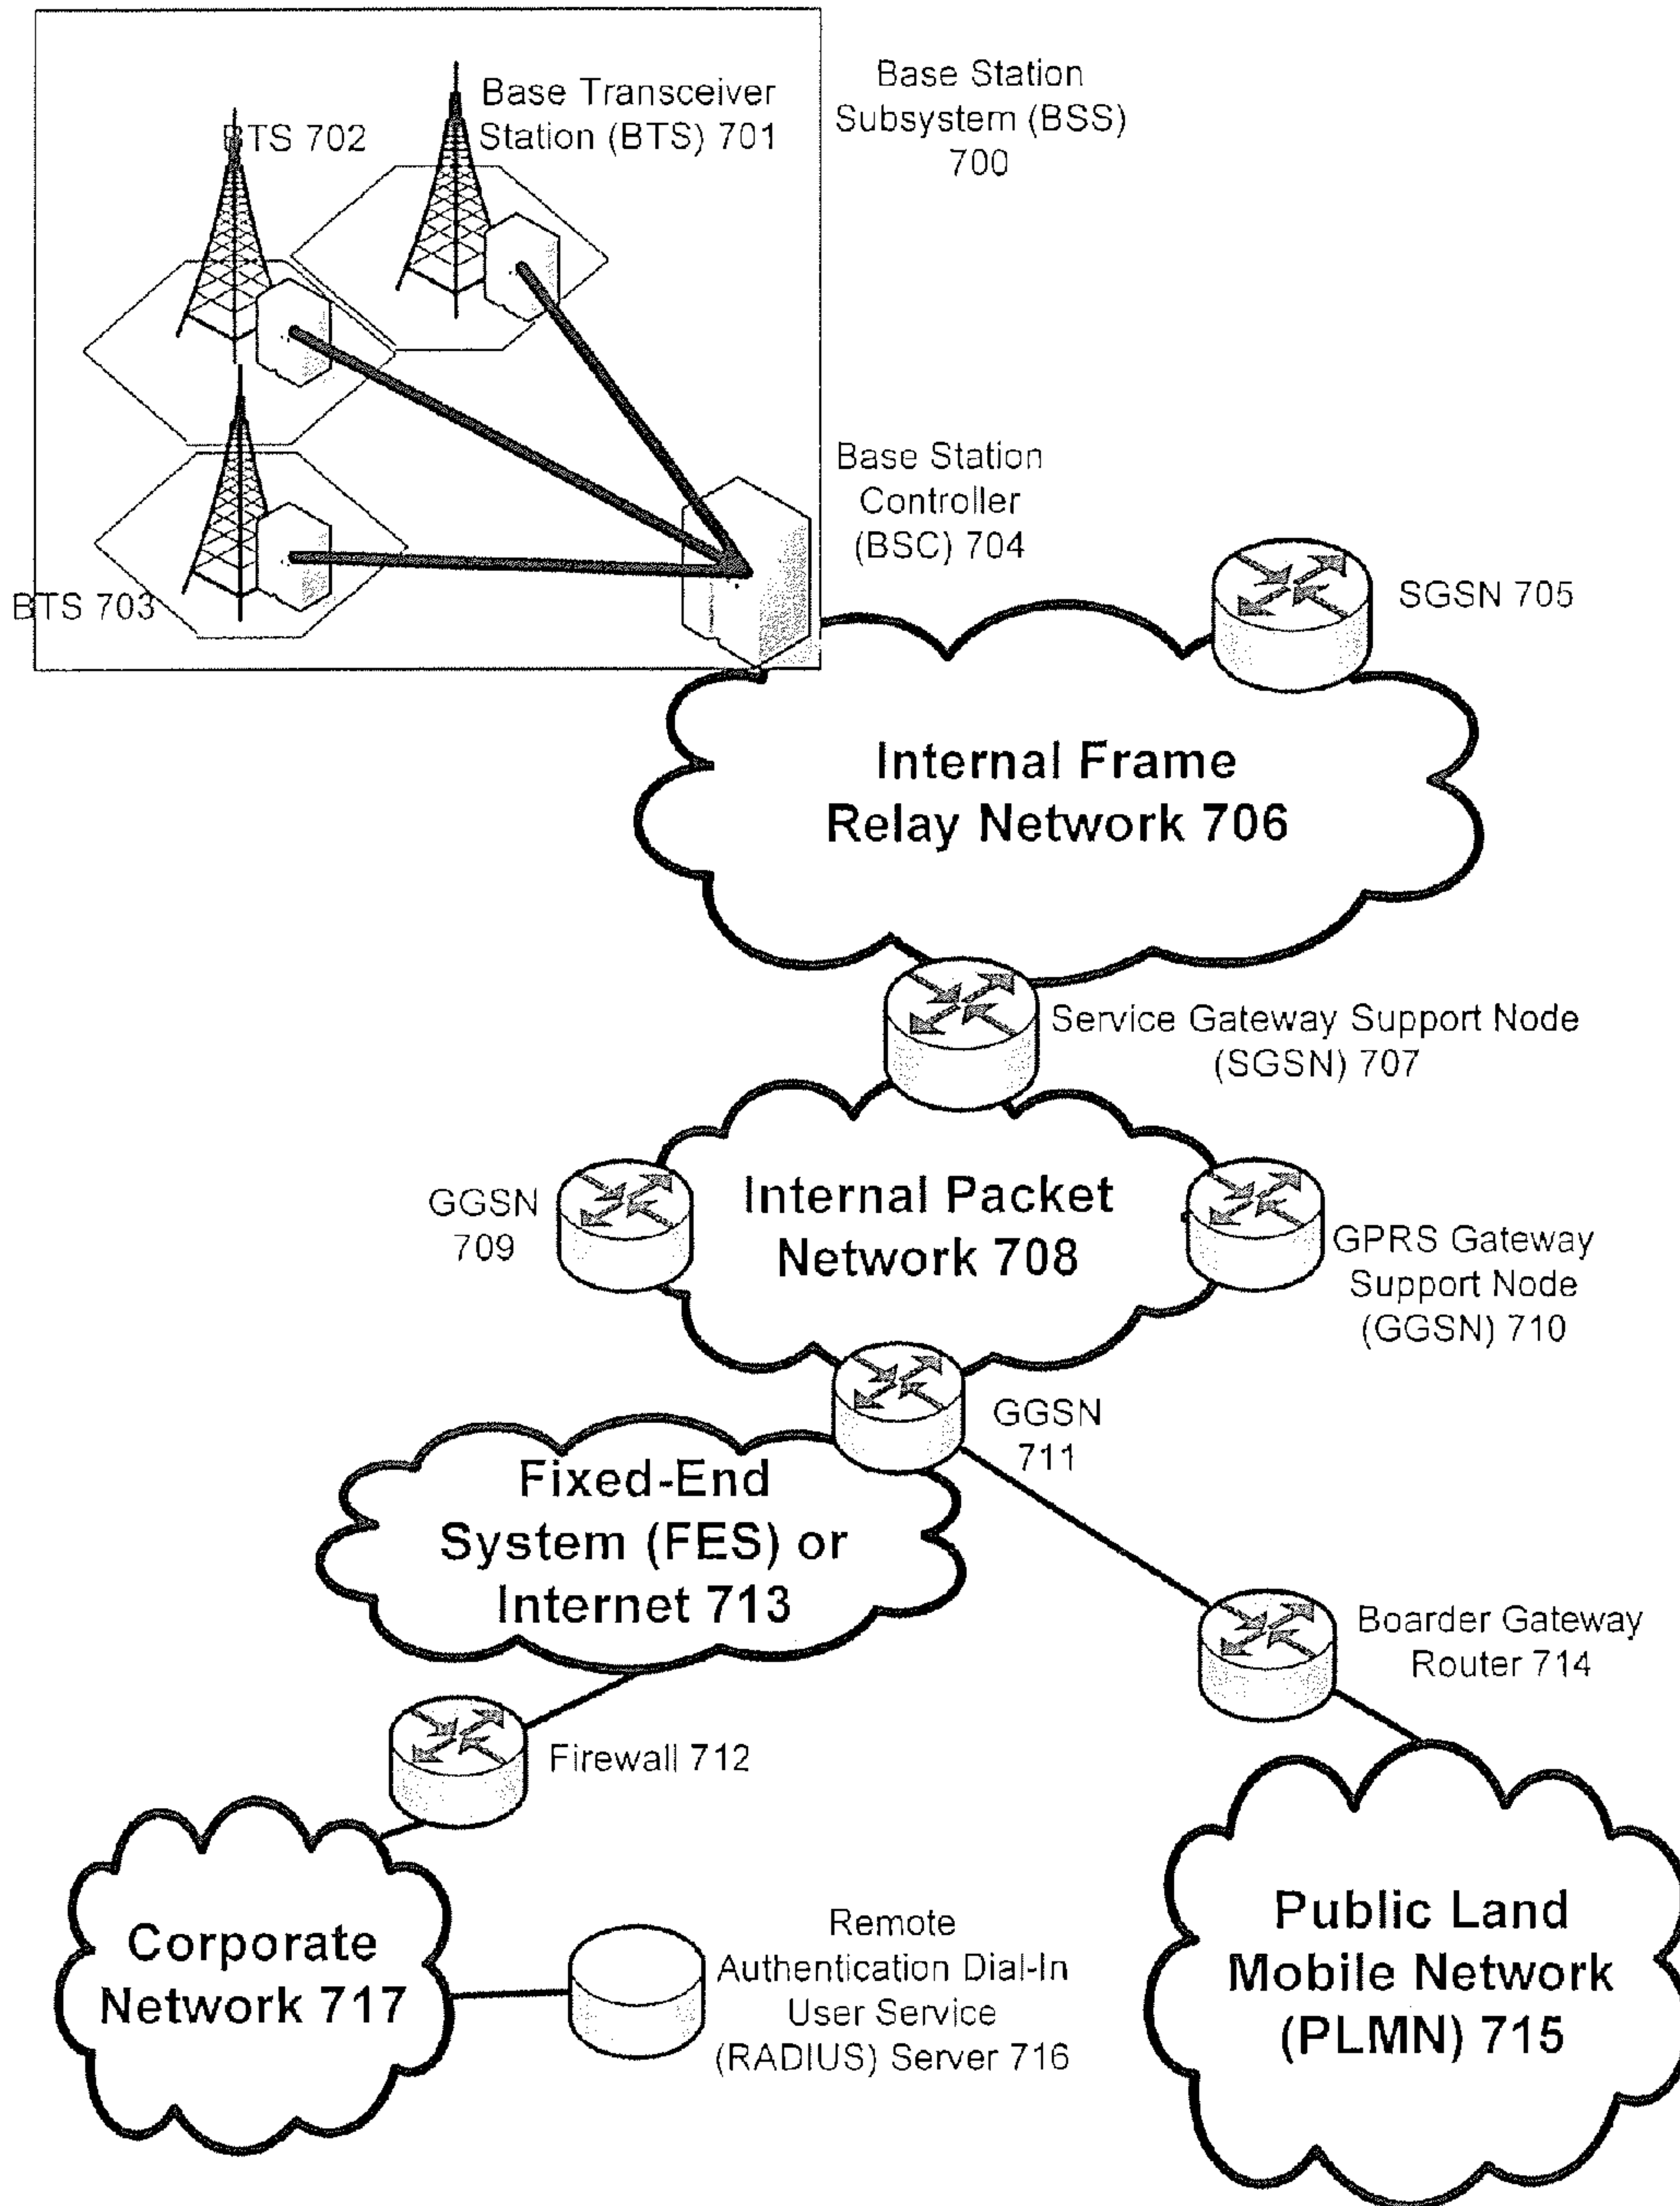 Base Station
Subsystem (BSS)
700
Base Transceiver
Station (BTS) 701
BTS 702
BTS 703
Base Station
Controller
(BSC) 704
SGSN 705
Internal Frame
Relay Network 706
Service Gateway Support Node
(SGSN) 707
GGSN
709
Internal Packet
Network 708
GPRS Gateway
Support Node
(GGSN) 710
GGSN
711
Fixed-End
System (FES) or
Internet 713
Boarder Gateway
Router 714
Firewall 712
Corporate
Network 717
Remote
Authentication Dial-In
User Service
(RADIUS) Server 716
Public Land
Mobile Network
(PLMN) 715